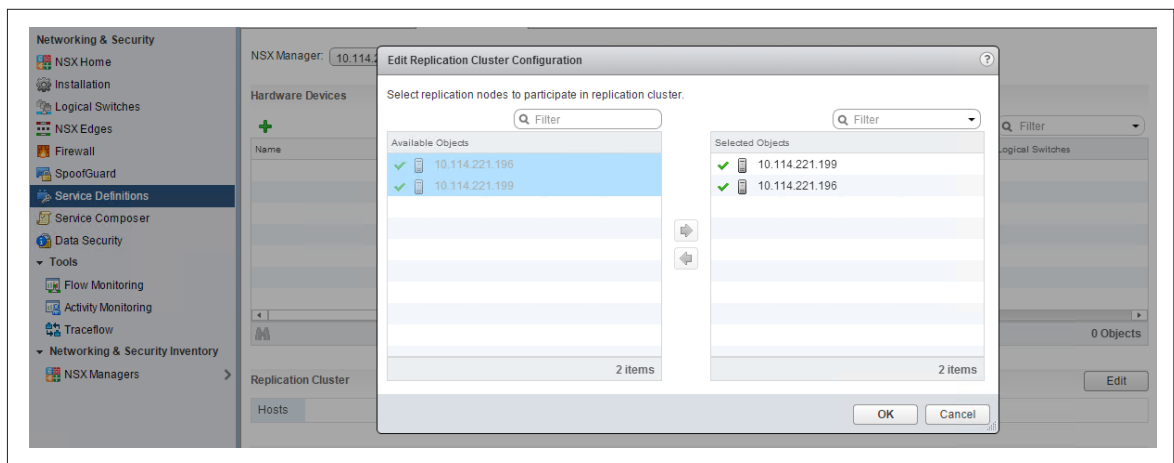 Networking & Security
NSX Home
Installation
Logical Switches
NSX Edges
Firewall
SpoofGuard
Service Definitions
Service Composer
Data Security
Tools
Flow Monitoring
Activity Monitoring
Traceflow
Networking & Security Inventory
NSX Managers
NSX Manager: 10.114.2
Hardware Devices
Filter
Name
Logical Switches
0 Objects
Replication Cluster
Edit
Hosts
Edit Replication Cluster Configuration
?
Select replication nodes to participate in replication cluster.
Filter
Filter
Available Objects
Selected Objects
10.114.221.196
10.114.221.199
10.114.221.199
10.114.221.196
2 items
2 items
OK
Cancel